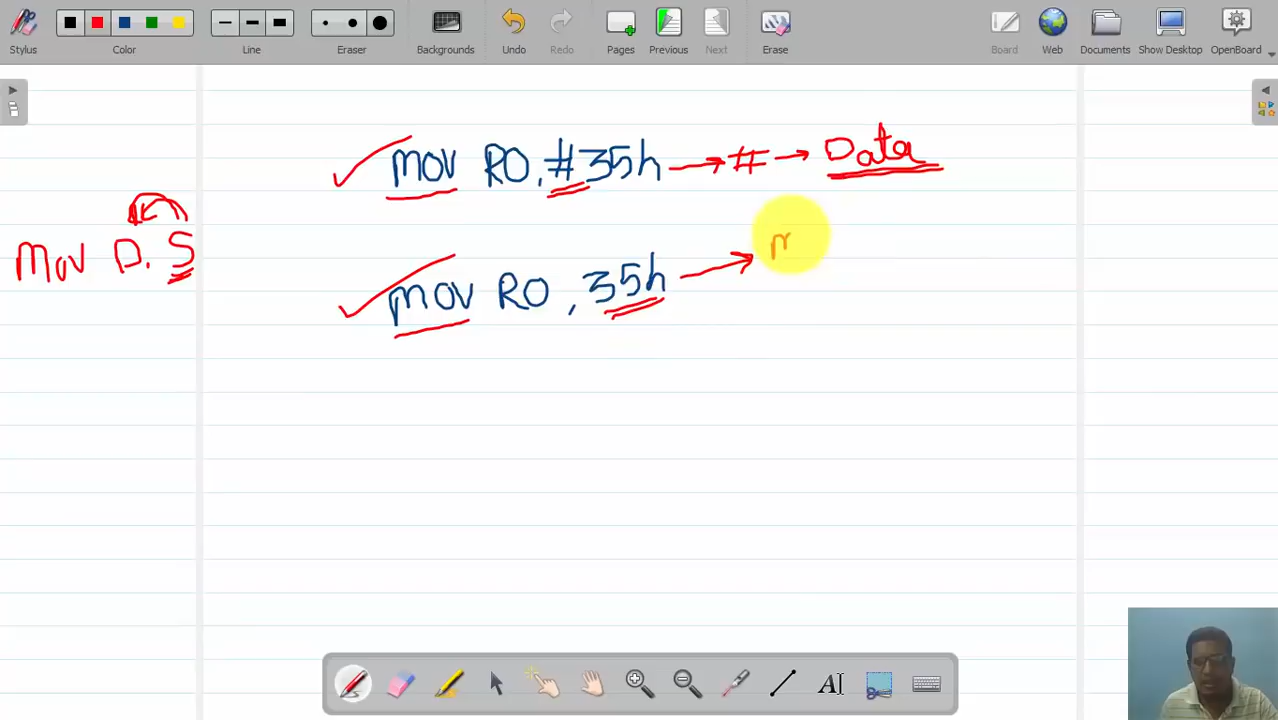 Stylus Color Line Eraser Backgrounds Undo Redo Pages Previous Next Erase Board Web Documents Show Desktop OpenBoard
mov R0, #35h → # → Data
Mov D, S
mov R0, 35h →